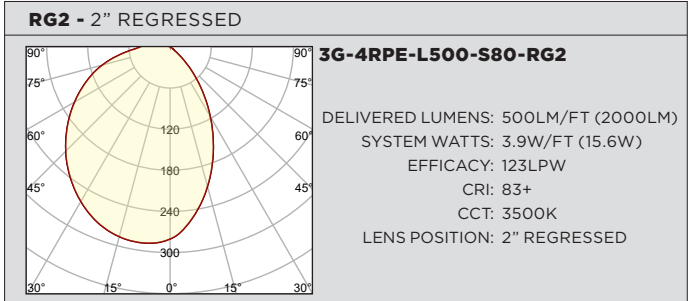 RG2 - 2” REGRESSED
90° 90°
75° 75°
60° 60°
45° 45°
30° 15° 0° 15° 30°
120
180
240
300
3G-4RPE-L500-S80-RG2
DELIVERED LUMENS: 500LM/FT (2000LM)
SYSTEM WATTS: 3.9W/FT (15.6W)
EFFICACY: 123LPW
CRI: 83+
CCT: 3500K
LENS POSITION: 2” REGRESSED